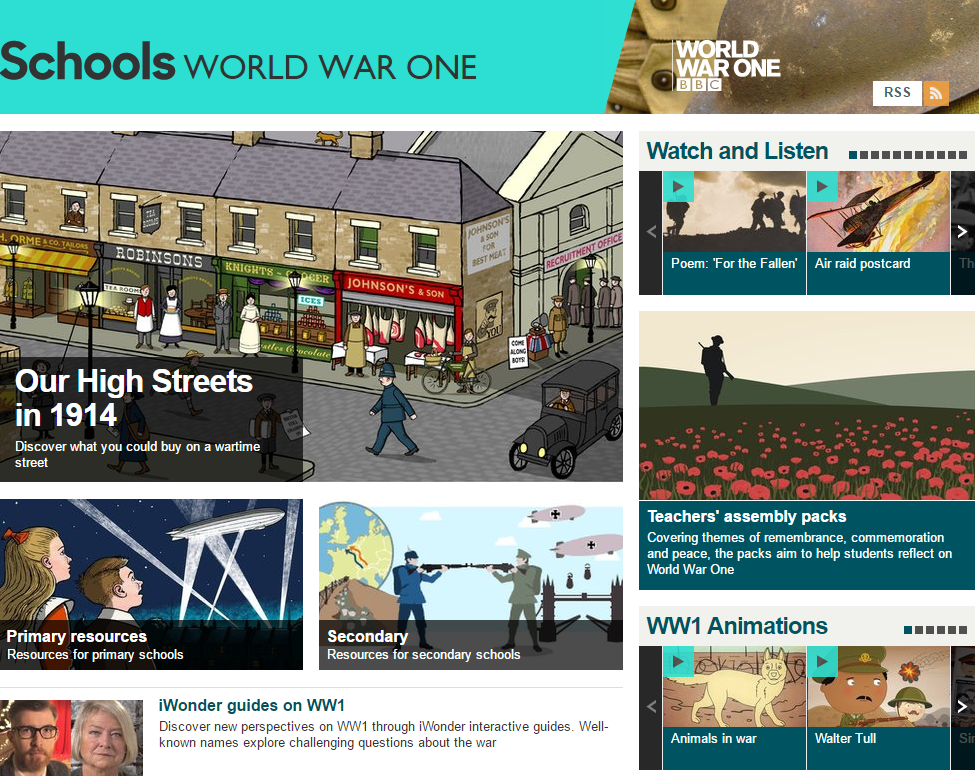 Schools WORLD WAR ONE
WORLD
WAR ONE
BBC
RSS
TEA ROOMS
H. ORME & CO. TAILORS
ROBINSONS
TEA ROOMS
KNIGHTS - GROCER
ICES
JOHNSON'S & SON
JOHNSON'S
& SON
FOR
BEST MEAT
RECRUITMENT OFFICE
YOU
COME
ALONG
BOYS!
Our High Streets
in 1914
Discover what you could buy on a wartime
street
Primary resources
Resources for primary schools
Secondary
Resources for secondary schools
iWonder guides on WW1
Discover new perspectives on WW1 through iWonder interactive guides. Well-
known names explore challenging questions about the war
Watch and Listen
Poem: 'For the Fallen'
Air raid postcard
Th
Teachers' assembly packs
Covering themes of remembrance, commemoration
and peace, the packs aim to help students reflect on
World War One
WW1 Animations
Animals in war
Walter Tull
Sir